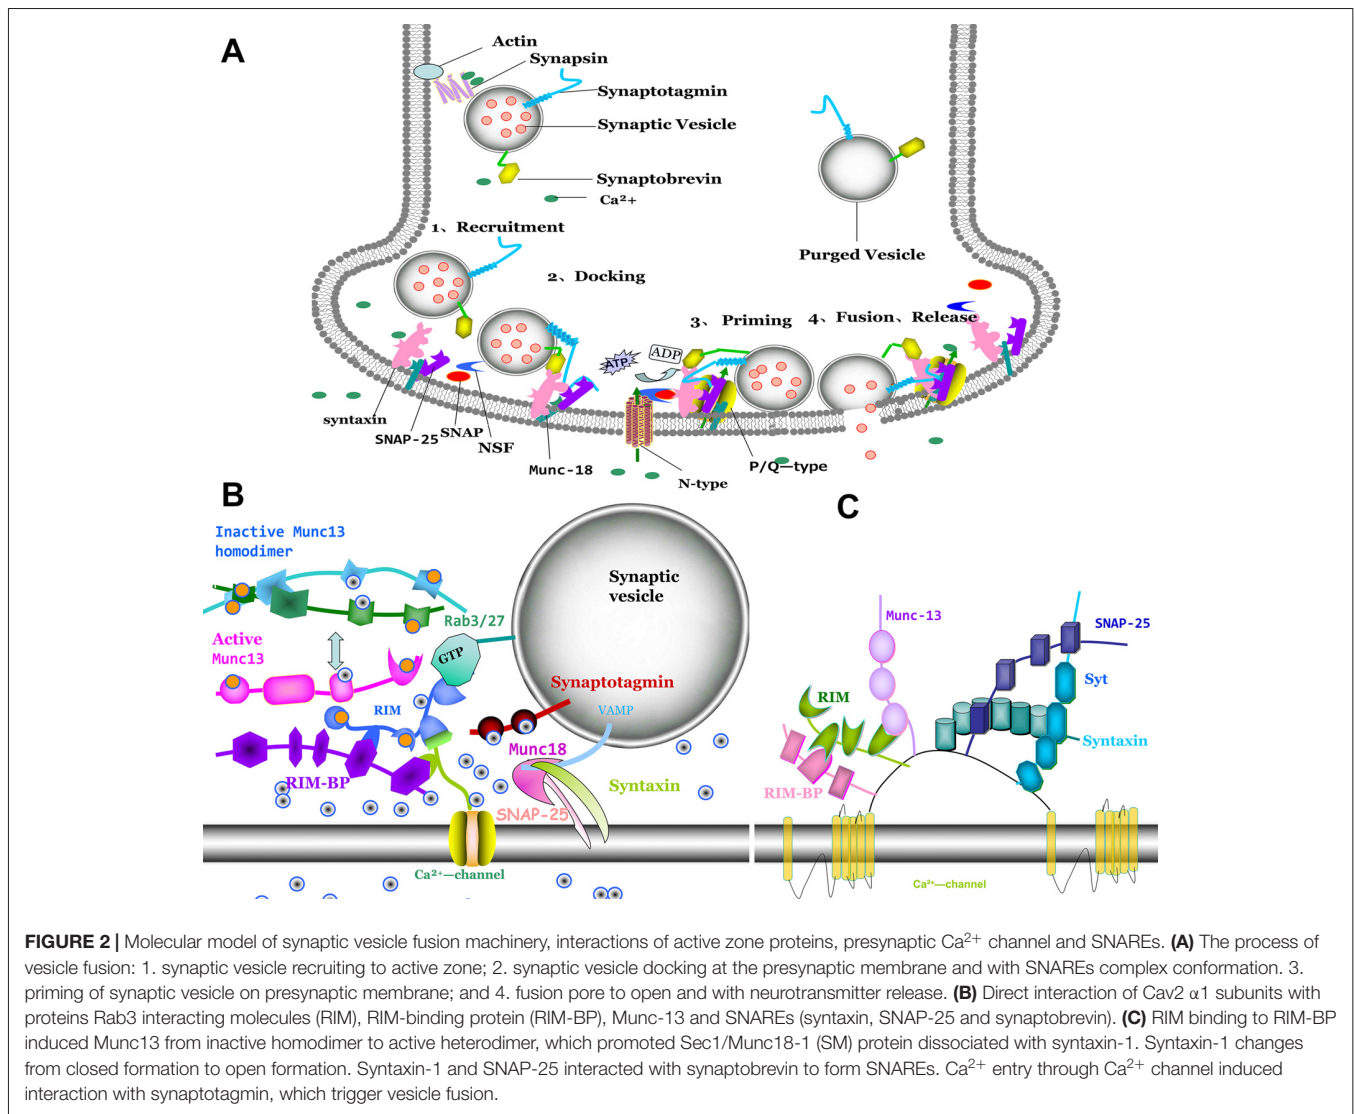 A
Actin
Synapsin
Synaptotagmin
Synaptic Vesicle
Synaptobrevin
Ca²⁺
1、Recruitment
2、Docking
Purged Vesicle
3、 Priming
4、Fusion、Release
ATP
ADP
syntaxin
SNAP-25
SNAP
NSF
Munc-18
N-type
P/Q—type
B
Inactive Munc13
homodimer
Rab3/27
GTP
Active
Munc13
RIM
RIM-BP
Synaptic
vesicle
Synaptotagmin
VAMP
Munc18
Syntaxin
SNAP-25
Ca²⁺—channel
C
Munc-13
SNAP-25
RIM
Syt
Syntaxin
RIM-BP
Ca²⁺—channel
FIGURE 2 | Molecular model of synaptic vesicle fusion machinery, interactions of active zone proteins, presynaptic Ca²⁺ channel and SNAREs. (A) The process of
vesicle fusion: 1. synaptic vesicle recruiting to active zone; 2. synaptic vesicle docking at the presynaptic membrane and with SNAREs complex conformation. 3.
priming of synaptic vesicle on presynaptic membrane; and 4. fusion pore to open and with neurotransmitter release. (B) Direct interaction of Cav2 α1 subunits with
proteins Rab3 interacting molecules (RIM), RIM-binding protein (RIM-BP), Munc-13 and SNAREs (syntaxin, SNAP-25 and synaptobrevin). (C) RIM binding to RIM-BP
induced Munc13 from inactive homodimer to active heterodimer, which promoted Sec1/Munc18-1 (SM) protein dissociated with syntaxin-1. Syntaxin-1 changes
from closed formation to open formation. Syntaxin-1 and SNAP-25 interacted with synaptobrevin to form SNAREs. Ca²⁺ entry through Ca²⁺ channel induced
interaction with synaptotagmin, which trigger vesicle fusion.